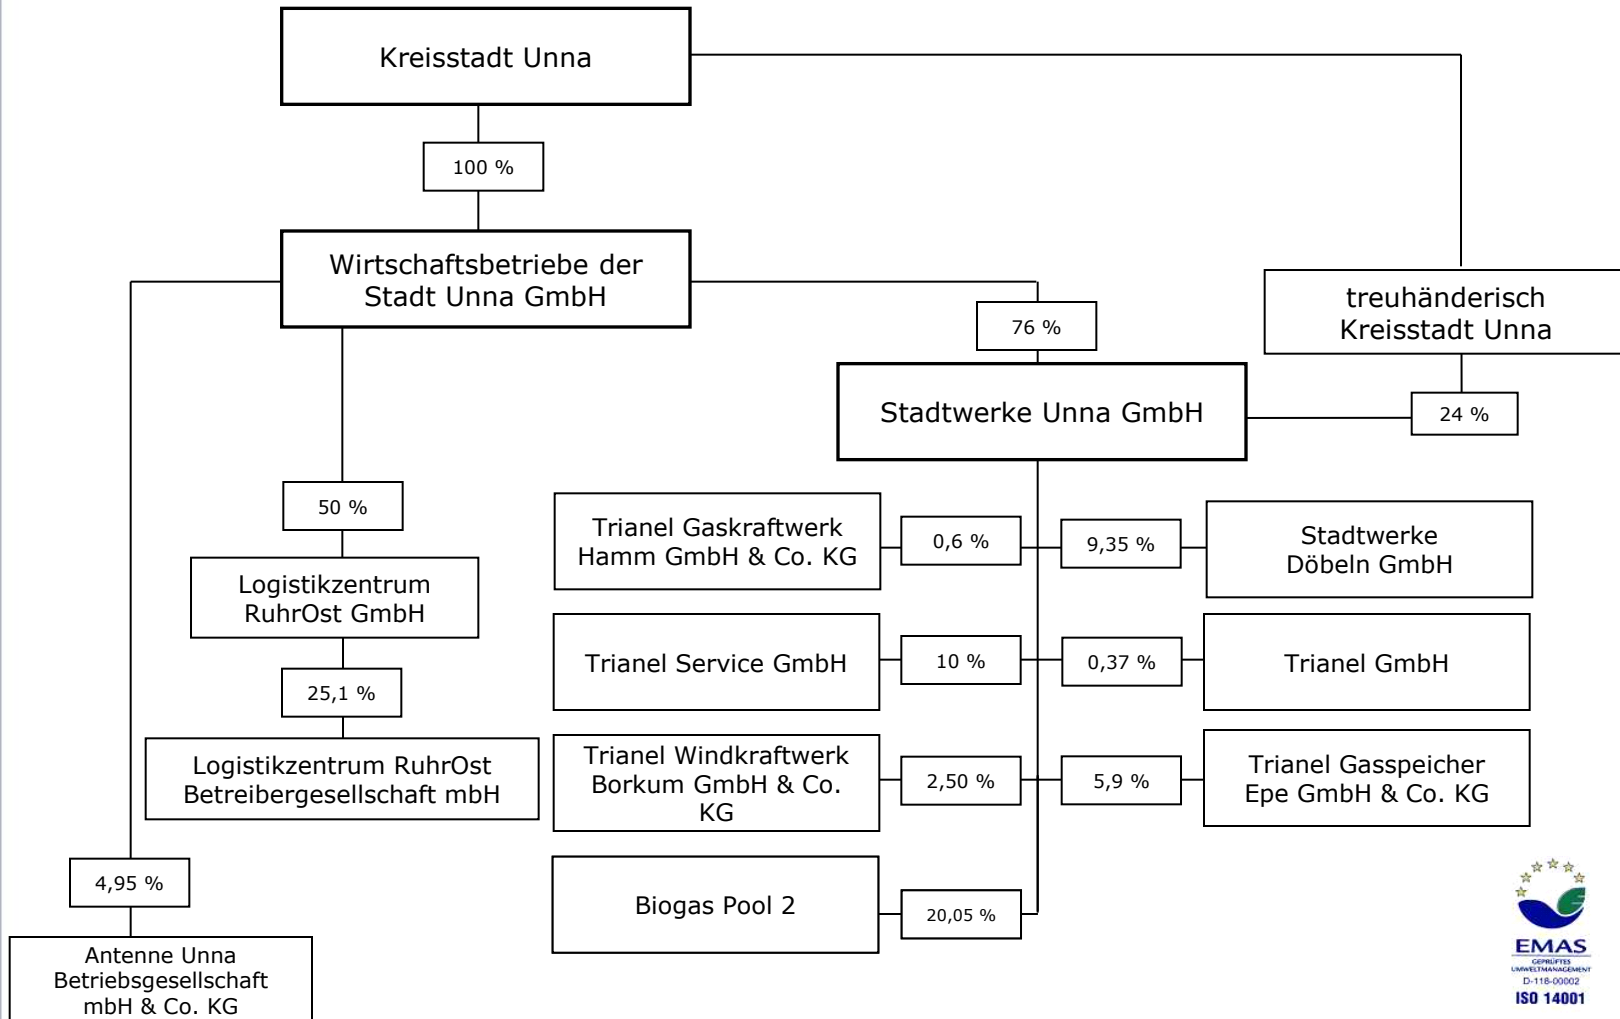 Kreisstadt Unna
100 %
Wirtschaftsbetriebe der
Stadt Unna GmbH
treuhänderisch
Kreisstadt Unna
76 %
Stadtwerke Unna GmbH
24 %
50 %
Logistikzentrum
RuhrOst GmbH
25,1 %
Logistikzentrum RuhrOst
Betreibergesellschaft mbH
4,95 %
Antenne Unna
Betriebsgesellschaft
mbH & Co. KG
Trianel Gaskraftwerk
Hamm GmbH & Co. KG
0,6 %
9,35 %
Stadtwerke
Döbeln GmbH
Trianel Service GmbH
10 %
0,37 %
Trianel GmbH
Trianel Windkraftwerk
Borkum GmbH & Co.
KG
2,50 %
5,9 %
Trianel Gasspeicher
Epe GmbH & Co. KG
Biogas Pool 2
20,05 %
EMAS
GEPRÜFTES
UMWELTMANAGEMENT
D-118-00002
ISO 14001